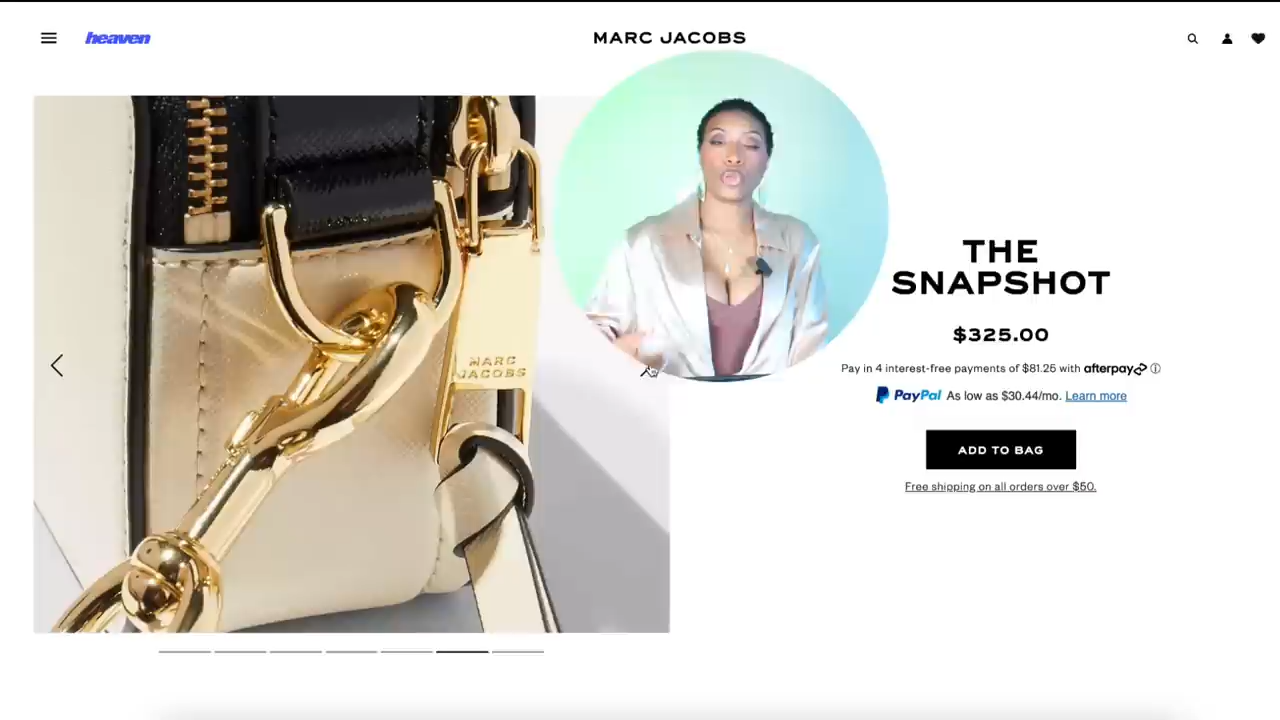 heaven
MARC JACOBS
MARC
JACOBS
THE
SNAPSHOT
$325.00
Pay in 4 interest-free payments of $81.25 with afterpay
PayPal As low as $30.44/mo. Learn more
ADD TO BAG
Free shipping on all orders over $50.